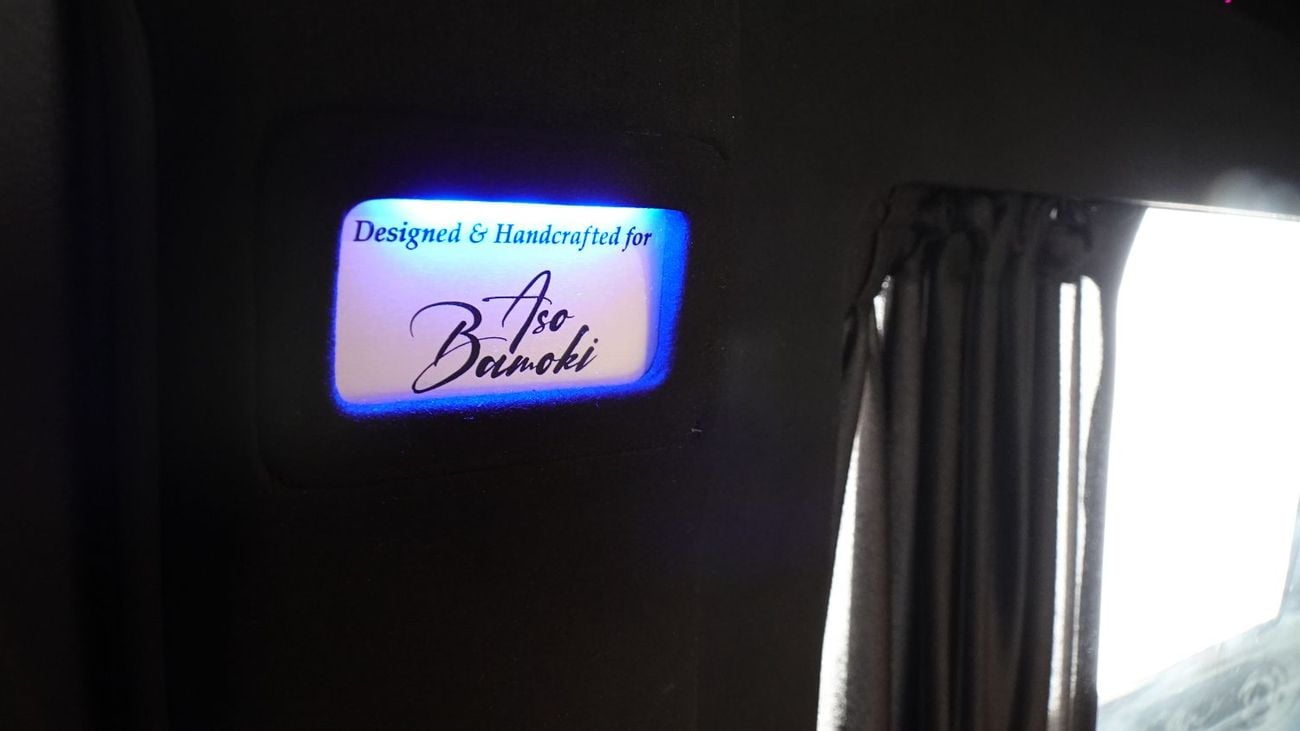 Designed & Handcrafted for
Aso
Bamoki